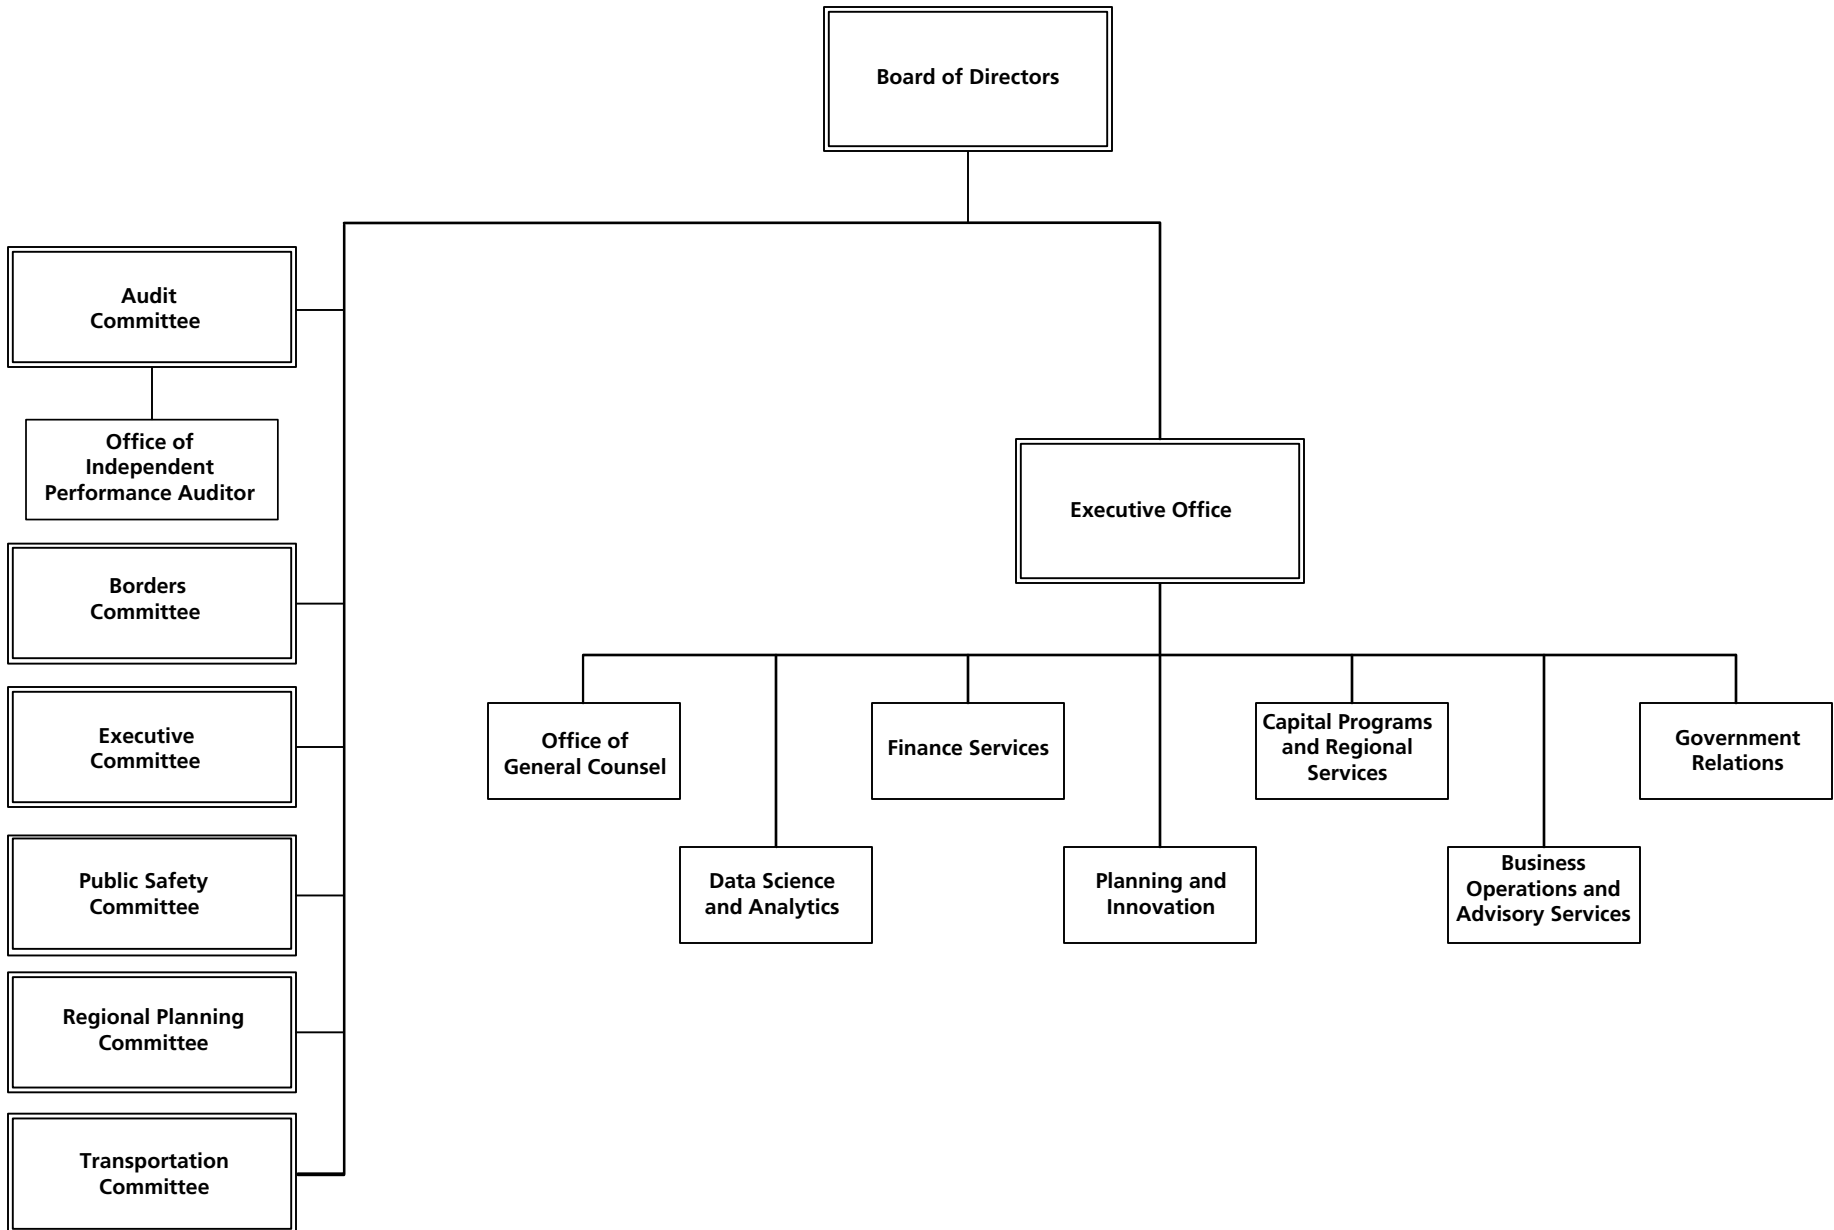 Board of Directors
Audit
Committee
Office of
Independent
Performance Auditor
Borders
Committee
Executive
Committee
Public Safety
Committee
Regional Planning
Committee
Transportation
Committee
Executive Office
Office of
General Counsel
Finance Services
Capital Programs
and Regional
Services
Government
Relations
Data Science
and Analytics
Planning and
Innovation
Business
Operations and
Advisory Services